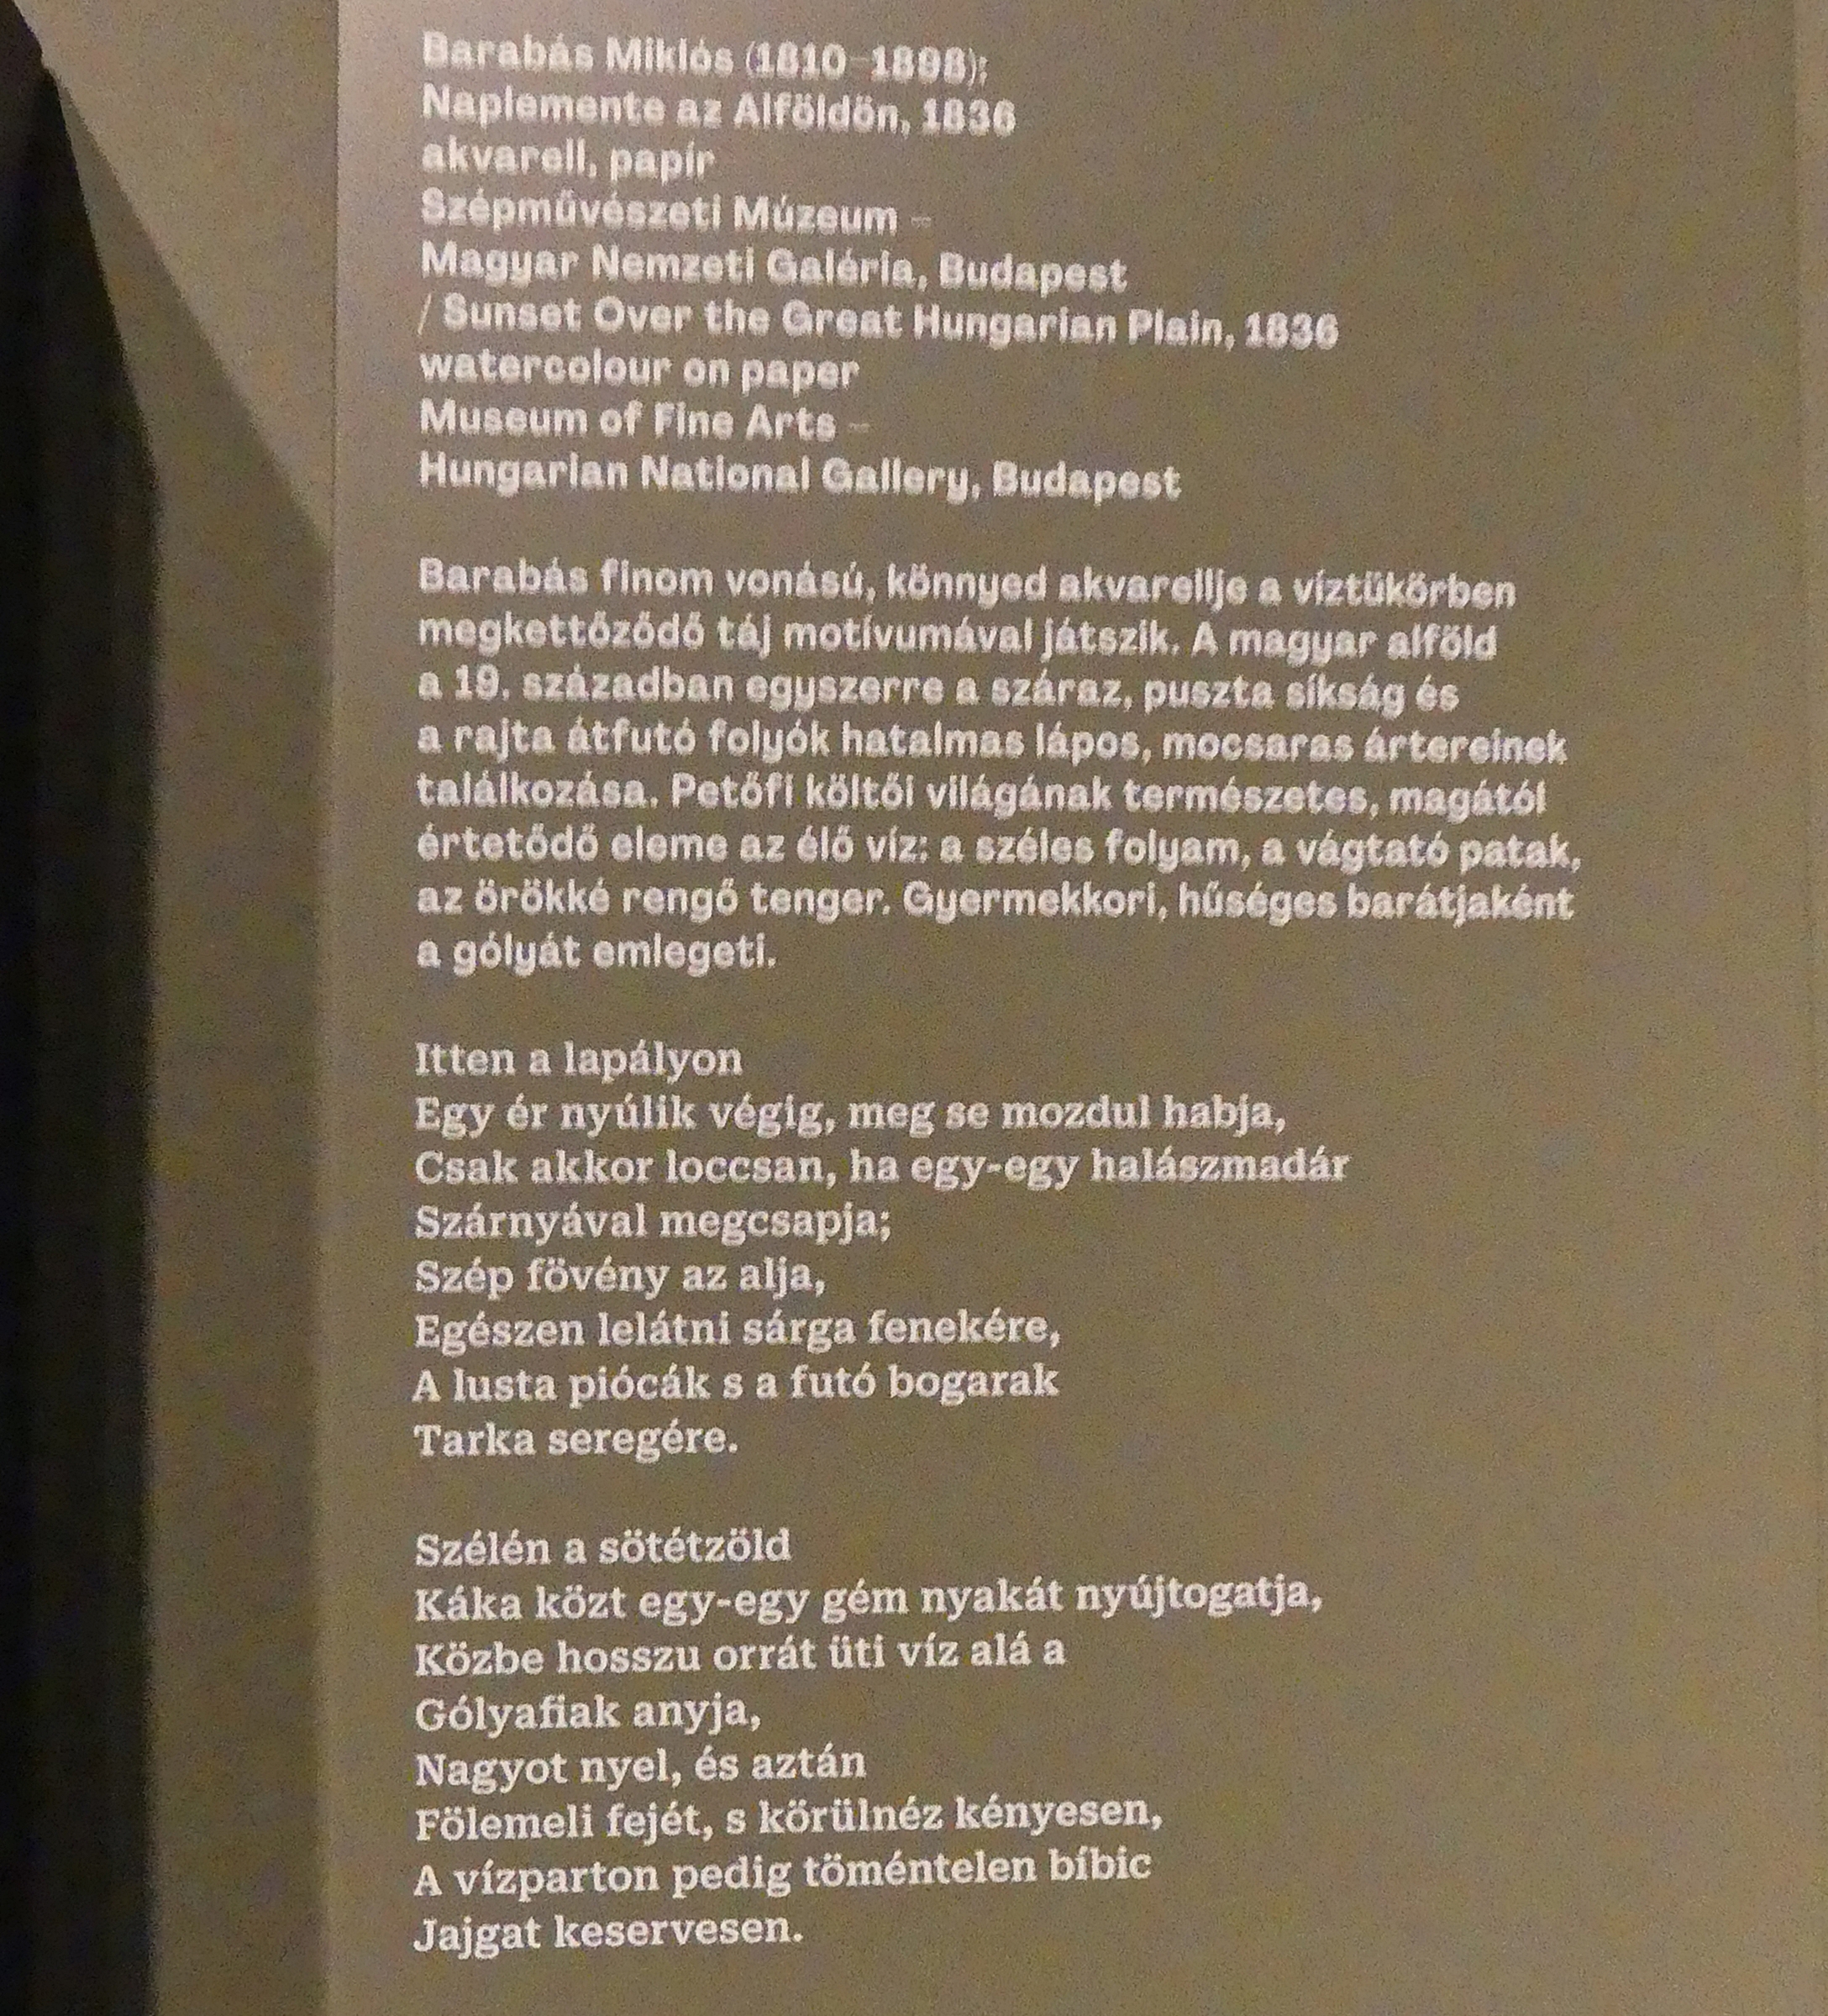 Barabás Miklós (1810–1898);
Naplemente az Alföldön, 1836
akvarell, papír
Szépművészeti Múzeum –
Magyar Nemzeti Galéria, Budapest
/ Sunset Over the Great Hungarian Plain, 1836
watercolour on paper
Museum of Fine Arts –
Hungarian National Gallery, Budapest
Barabás finom vonású, könnyed akvarellje a víztükörben
megkettőződő táj motívumával játszik. A magyar alföld
a 19. században egyszerre a száraz, puszta síkság és
a rajta átfutó folyók hatalmas lápos, mocsaras ártereinek
találkozása. Petőfi költői világának természetes, magától
értetődő eleme az élő víz: a széles folyam, a vágtató patak,
az örökké rengő tenger. Gyermekkori, hűséges barátjaként
a gólyát emlegeti.
Itten a lapályon
Egy ér nyúlik végig, meg se mozdul habja,
Csak akkor loccsan, ha egy-egy halászmadár
Szárnyával megcsapja;
Szép fövény az alja,
Egészen lelátni sárga fenekére,
A lusta piócák s a futó bogarak
Tarka seregére.
Szélén a sötétzöld
Káka közt egy-egy gém nyakát nyújtogatja,
Közbe hosszu orrát üti víz alá a
Gólyafiak anyja,
Nagyot nyel, és aztán
Fölemeli fejét, s körülnéz kényesen,
A vízparton pedig töméntelen bíbic
Jajgat keservesen.